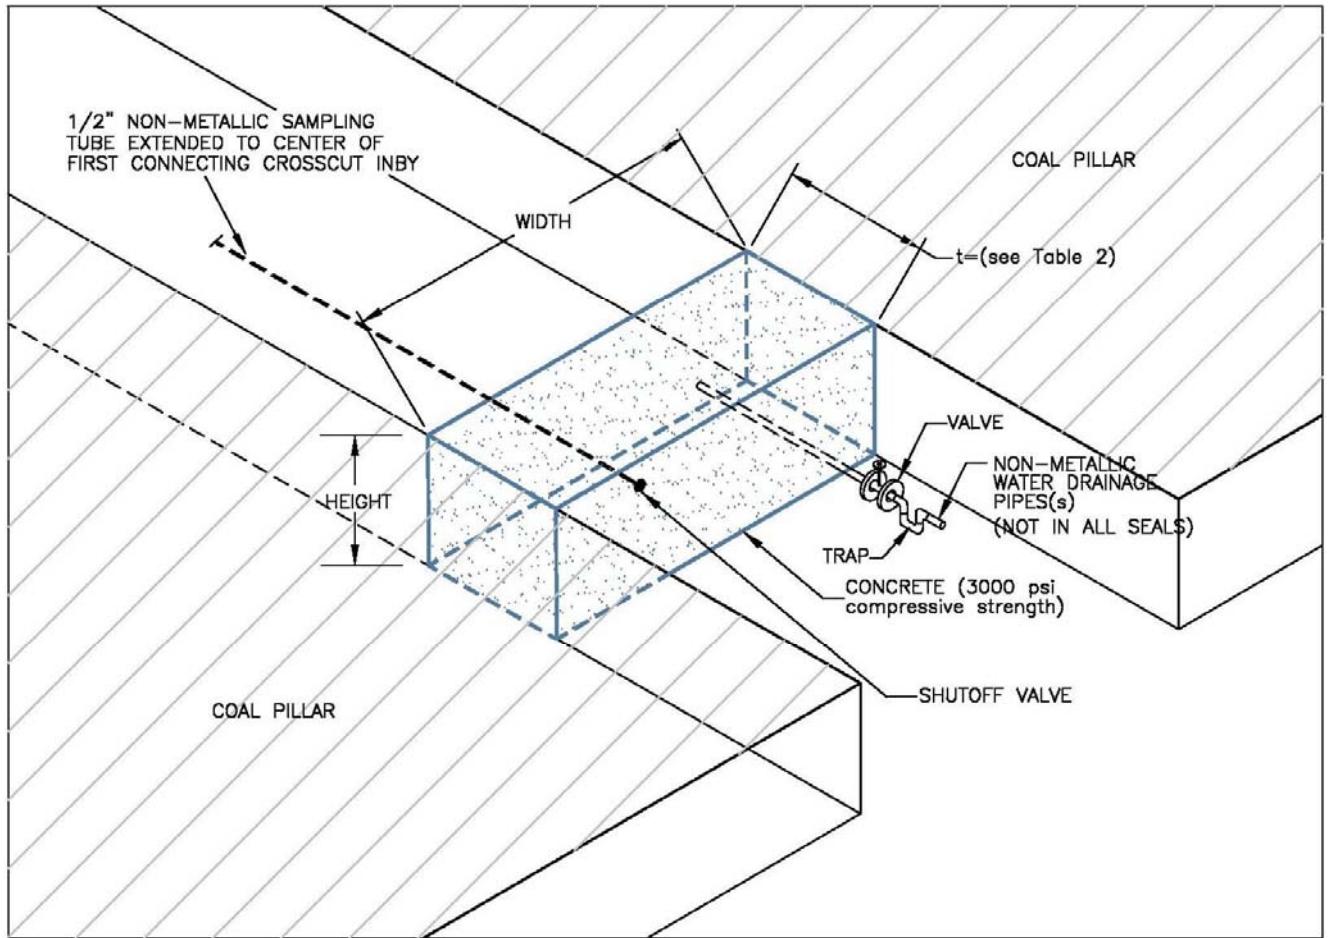 1/2" NON-METALLIC SAMPLING
TUBE EXTENDED TO CENTER OF
FIRST CONNECTING CROSSCUT INBY
COAL PILLAR
WIDTH
t=(see Table 2)
VALVE
NON-METALLIC
WATER DRAINAGE
PIPES(s)
(NOT IN ALL SEALS)
HEIGHT
TRAP
CONCRETE (3000 psi
compressive strength)
SHUTOFF VALVE
COAL PILLAR